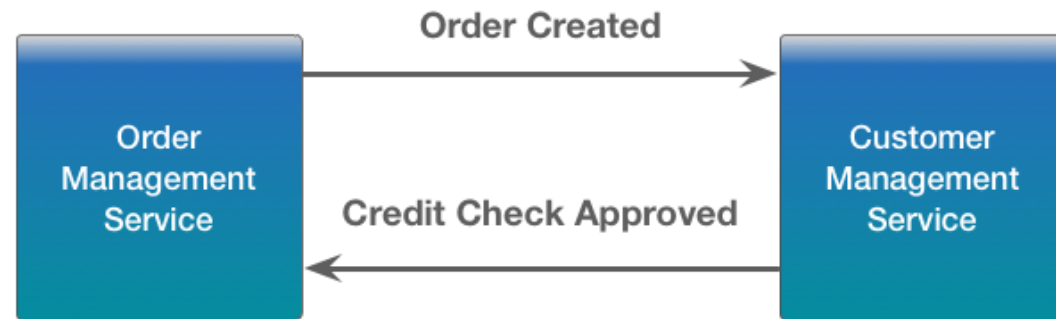 Order Created
Order
Management
Service
Customer
Management
Service
Credit Check Approved